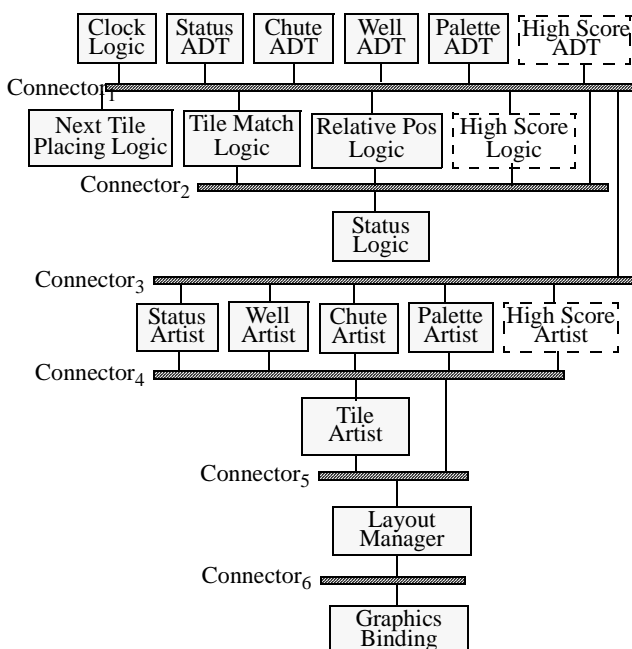 Clock Logic
Status ADT
Chute ADT
Well ADT
Palette ADT
High Score ADT
Connector1
Next Tile Placing Logic
Tile Match Logic
Relative Pos Logic
High Score Logic
Connector2
Status Logic
Connector3
Status Artist
Well Artist
Chute Artist
Palette Artist
High Score Artist
Connector4
Tile Artist
Connector5
Layout Manager
Connector6
Graphics Binding